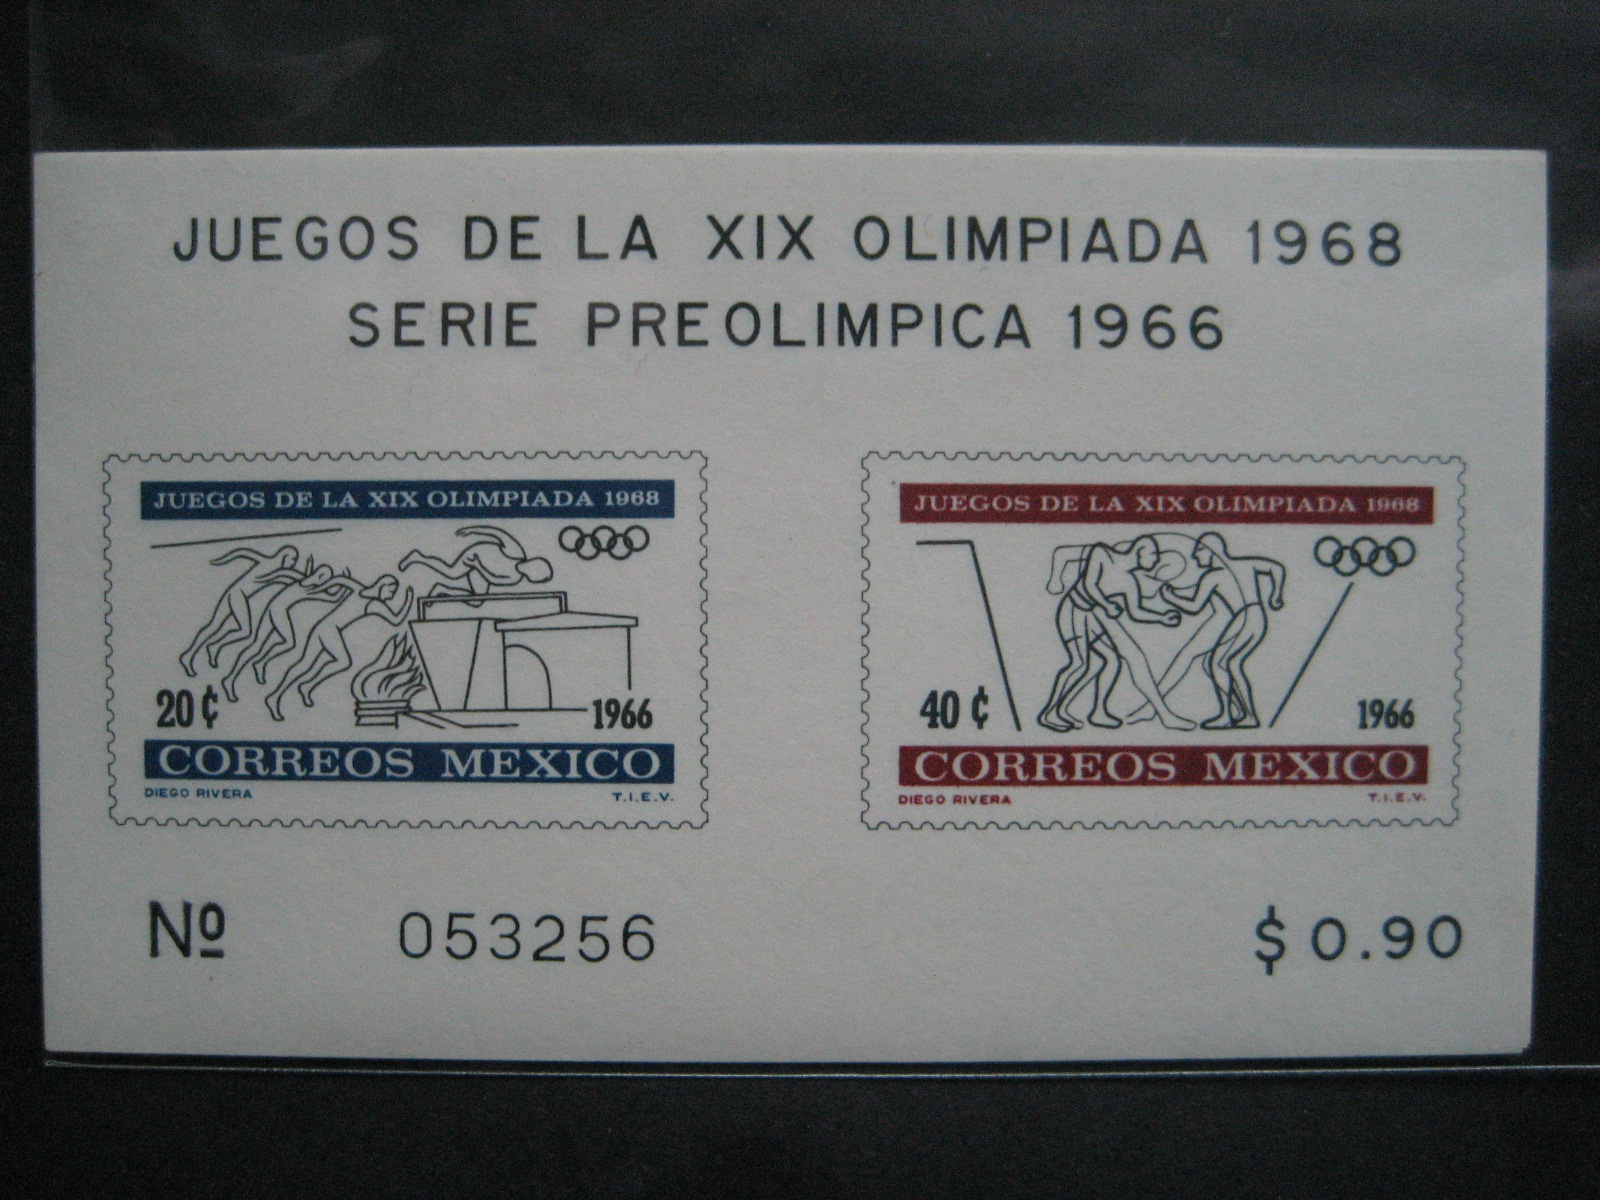 JUEGOS DE LA XIX OLIMPIADA 1968
SERIE PREOLIMPICA 1966
JUEGOS DE LA XIX OLIMPIADA 1968
20 ¢
1966
CORREOS MEXICO
DIEGO RIVERA
T.I.E.V.
JUEGOS DE LA XIX OLIMPIADA 1968
40 ¢
1966
CORREOS MEXICO
DIEGO RIVERA
T.I.E.V.
Nº 053256
$ 0.90